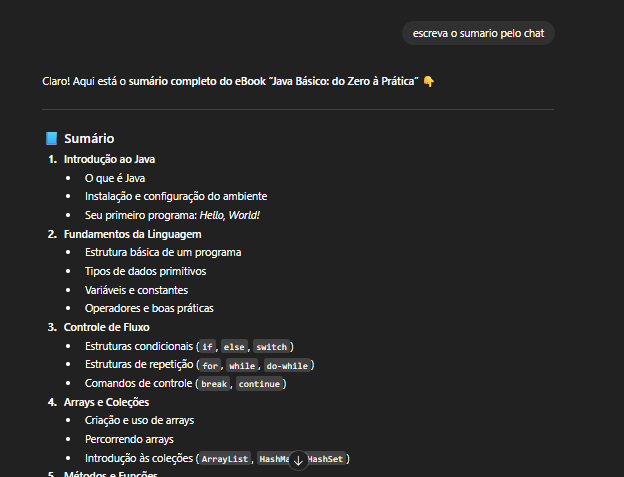 escreva o sumario pelo chat
Claro! Aqui está o sumário completo do eBook “Java Básico: do Zero à Prática” 👇
📘 Sumário
1. Introdução ao Java
• O que é Java
• Instalação e configuração do ambiente
• Seu primeiro programa: Hello, World!
2. Fundamentos da Linguagem
• Estrutura básica de um programa
• Tipos de dados primitivos
• Variáveis e constantes
• Operadores e boas práticas
3. Controle de Fluxo
• Estruturas condicionais (if, else, switch)
• Estruturas de repetição (for, while, do-while)
• Comandos de controle (break, continue)
4. Arrays e Coleções
• Criação e uso de arrays
• Percorrendo arrays
• Introdução às coleções (ArrayList, HashMa HashSet)
5. Métodos e Funções